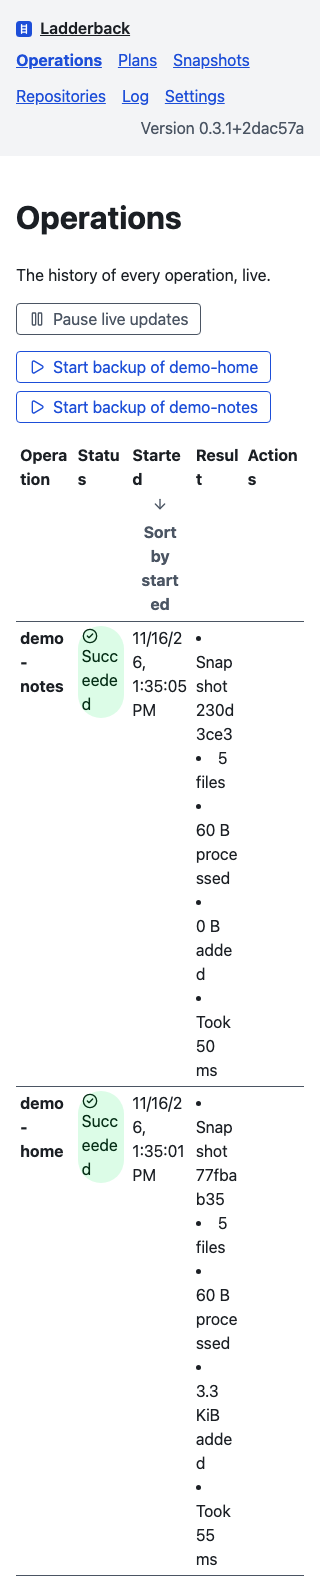 Ladderback
Operations Plans Snapshots
Repositories Log Settings
Version 0.3.1+2dac57a
Operations
The history of every operation, live.
Pause live updates
Start backup of demo-home
Start backup of demo-notes
Opera Statu Starte Resul Action
tion s d t s
Sort
by
start
ed
demo
-
notes
Succ
eede
d
11/16/2
6,
1:35:05
PM
•
Snap
shot
230d
3ce3
• 5
files
•
60 B
proce
ssed
•
0 B
adde
d
•
Took
50
ms
demo
-
home
Succ
eede
d
11/16/2
6,
1:35:01
PM
•
Snap
shot
77fba
b35
• 5
files
•
60 B
proce
ssed
•
3.3
KiB
adde
d
•
Took
55
ms